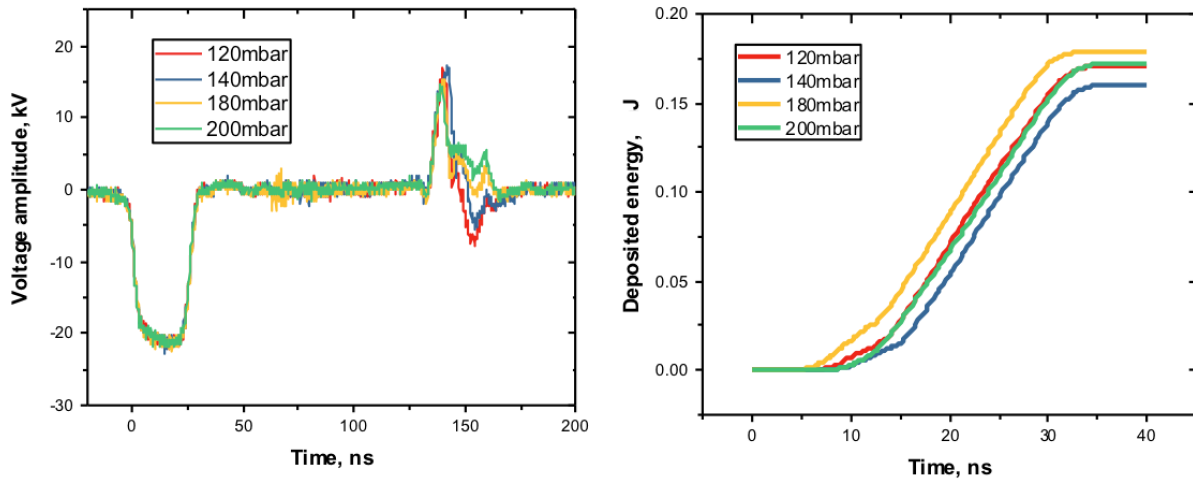 20
10
0
-10
-20
-30
0
50
100
150
200
Voltage amplitude, kV
Time, ns
120mbar
140mbar
180mbar
200mbar
0.20
0.15
0.10
0.05
0.00
0
10
20
30
40
Deposited energy, J
Time, ns
120mbar
140mbar
180mbar
200mbar